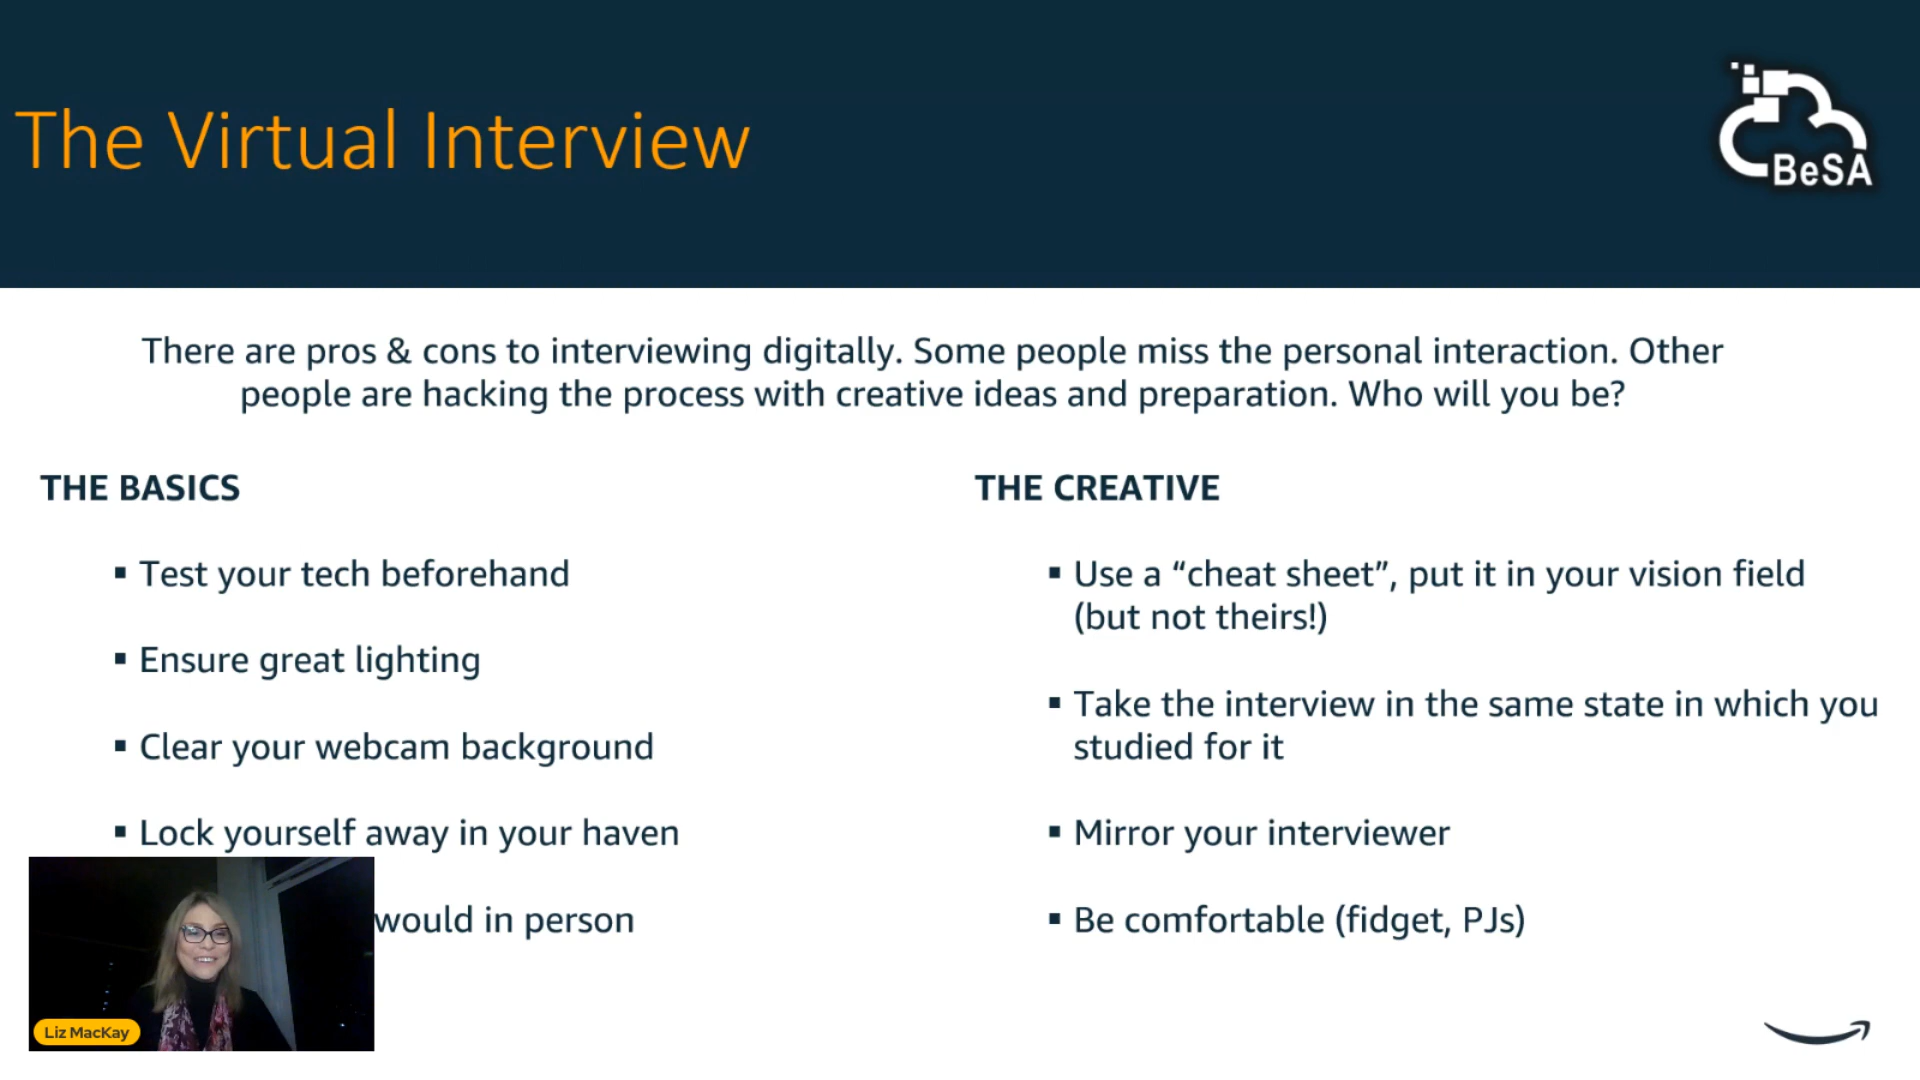 The Virtual Interview
BeSA
There are pros & cons to interviewing digitally. Some people miss the personal interaction. Other
people are hacking the process with creative ideas and preparation. Who will you be?
THE BASICS
▪ Test your tech beforehand
▪ Ensure great lighting
▪ Clear your webcam background
▪ Lock yourself away in your haven
would in person
THE CREATIVE
▪ Use a “cheat sheet”, put it in your vision field
(but not theirs!)
▪ Take the interview in the same state in which you
studied for it
▪ Mirror your interviewer
▪ Be comfortable (fidget, PJs)
Liz MacKay